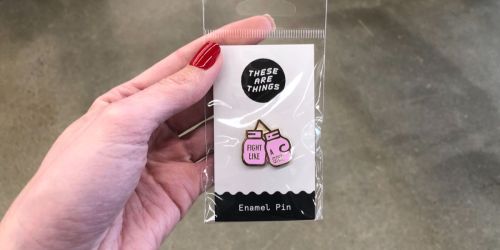 THESE
ARE
THINGS
FIGHT
LIKE
A
Enamel Pin